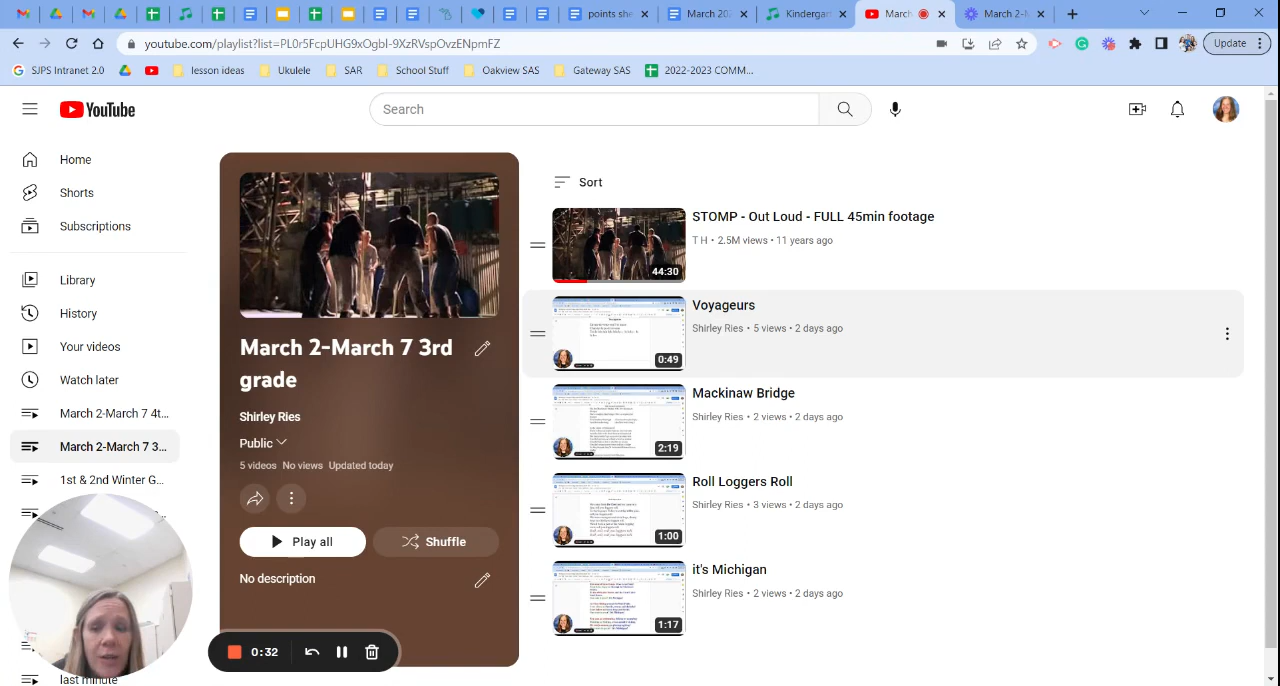 points she
March 202
Kindergart
March
March 2-M
youtube.com/playlist?list=PL0r5FcpUHG9xOgbI-9XzRVspOvzENpmFZ
Update
SJPS Intranet 2.0
lesson ideas
Ukulele
SAR
School Stuff
Oakview SAS
Gateway SAS
2022-2023 COMM...
YouTube
Search
Home
Shorts
Subscriptions
Library
History
Your videos
Watch later
March 2-March 7 4t...
March 2-March 7 3r...
1st & 2nd Winter G...
last minute
March 2-March 7 3rd
grade
Shirley Ries
Public
5 videos No views Updated today
Play all
Shuffle
No description
0:32
Sort
STOMP - Out Loud - FULL 45min footage
T H • 2.5M views • 11 years ago
44:30
Voyageurs
Shirley Ries • 5 views • 2 days ago
0:49
Mackinac Bridge
Shirley Ries • 2 views • 2 days ago
2:19
Roll Loggers Roll
Shirley Ries • 3 views • 2 days ago
1:00
It's Michigan
Shirley Ries • 2 views • 2 days ago
1:17